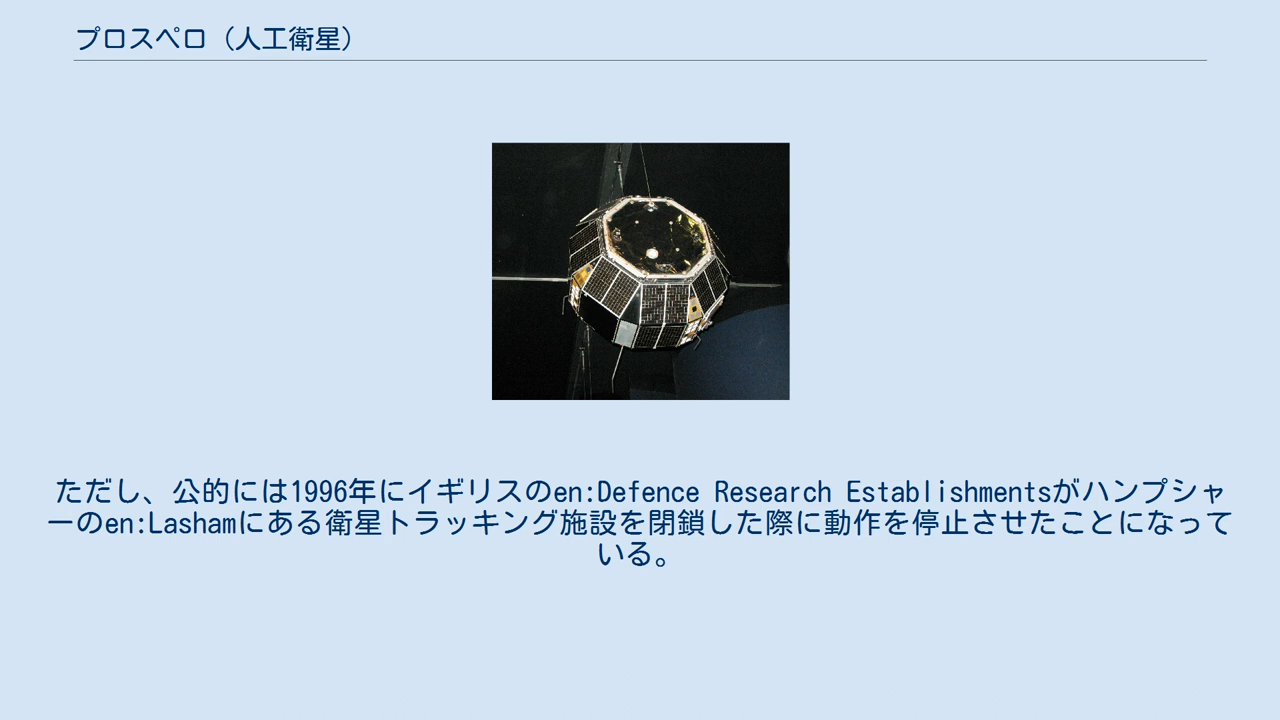 プロスペロ（人工衛星）
ただし、公的には1996年にイギリスのen:Defence Research Establishmentsがハンプシャ
ーのen:Lashamにある衛星トラッキング施設を閉鎖した際に動作を停止させたことになって
いる。